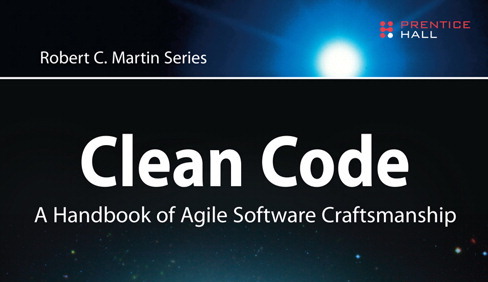 PRENTICE
HALL
Robert C. Martin Series
Clean Code
A Handbook of Agile Software Craftsmanship